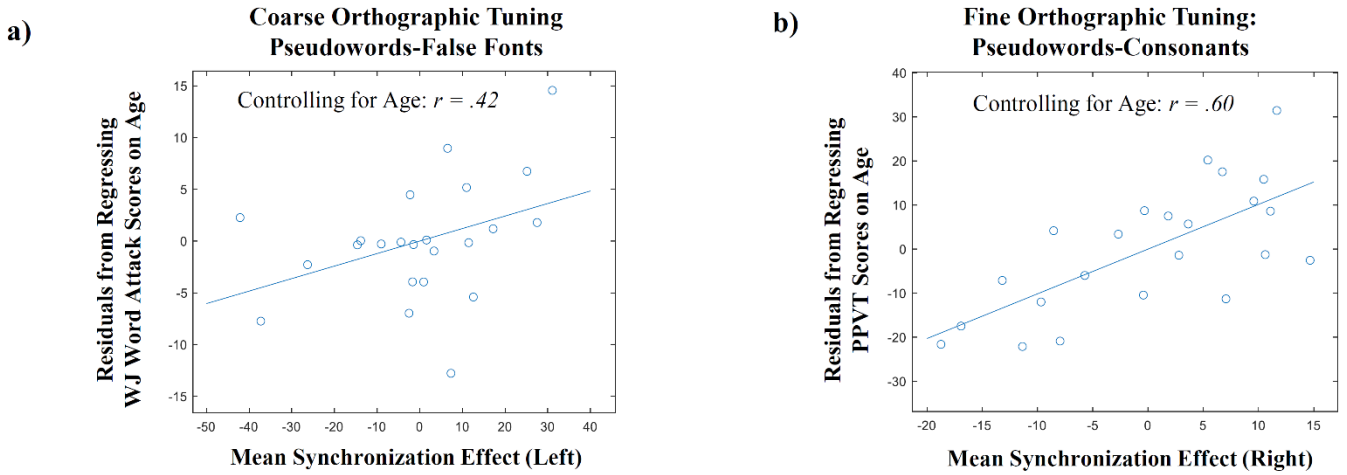 a)
Coarse Orthographic Tuning
Pseudowords-False Fonts
Controlling for Age: r = .42
Residuals from Regressing
WJ Word Attack Scores on Age
15
10
5
0
-5
-10
-15
-50 -40 -30 -20 -10 0 10 20 30 40
Mean Synchronization Effect (Left)
b)
Fine Orthographic Tuning:
Pseudowords-Consonants
Controlling for Age: r = .60
Residuals from Regressing
PPVT Scores on Age
40
30
20
10
0
-10
-20
-30
-20 -15 -10 -5 0 5 10 15
Mean Synchronization Effect (Right)